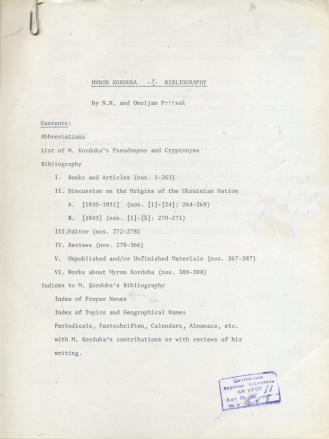 MYRON KORDUBA BIBLIOGRAPHY
by N.N. and Omeljan Pritsak
Contents:
Abbreviations
List of M. Korduba's Pseudonyms and Cryptonyms
Bibliography
I. Books and Articles (nos. 1-263)
II. Discussion on the Origins of the Ukrainian Nation
A. [1930-1931] (nos. [1]-[24]; 264-269)
B. [1943] (nos. [1]-[5]; 270-271)
III.Editor (nos. 272-278)
IV. Reviews (nos. 279-366)
V. Unpublished and/or Unfinished Materials (nos. 367-387)
VI. Works about Myron Korduba (nos. 388-398)
Indices to M. Korduba's Bibliography
Index of Proper Names
Index of Topics and Geographical Names
Periodicals, Festschriften, Calendars, Almanacs, etc.
with M. Korduba's contributions or with reviews of his
writing.
Центральна
наукова бібліотека
АН УРСР